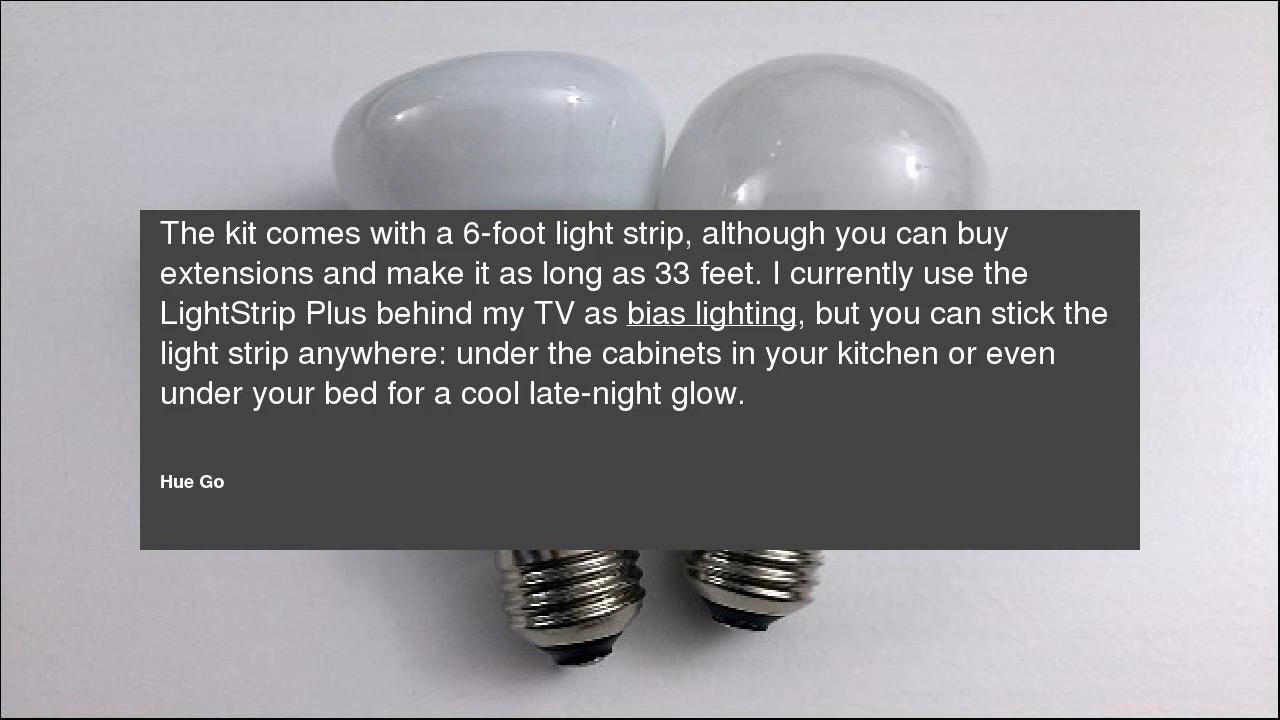 The kit comes with a 6-foot light strip, although you can buy
extensions and make it as long as 33 feet. I currently use the
LightStrip Plus behind my TV as bias lighting, but you can stick the
light strip anywhere: under the cabinets in your kitchen or even
under your bed for a cool late-night glow.
Hue Go